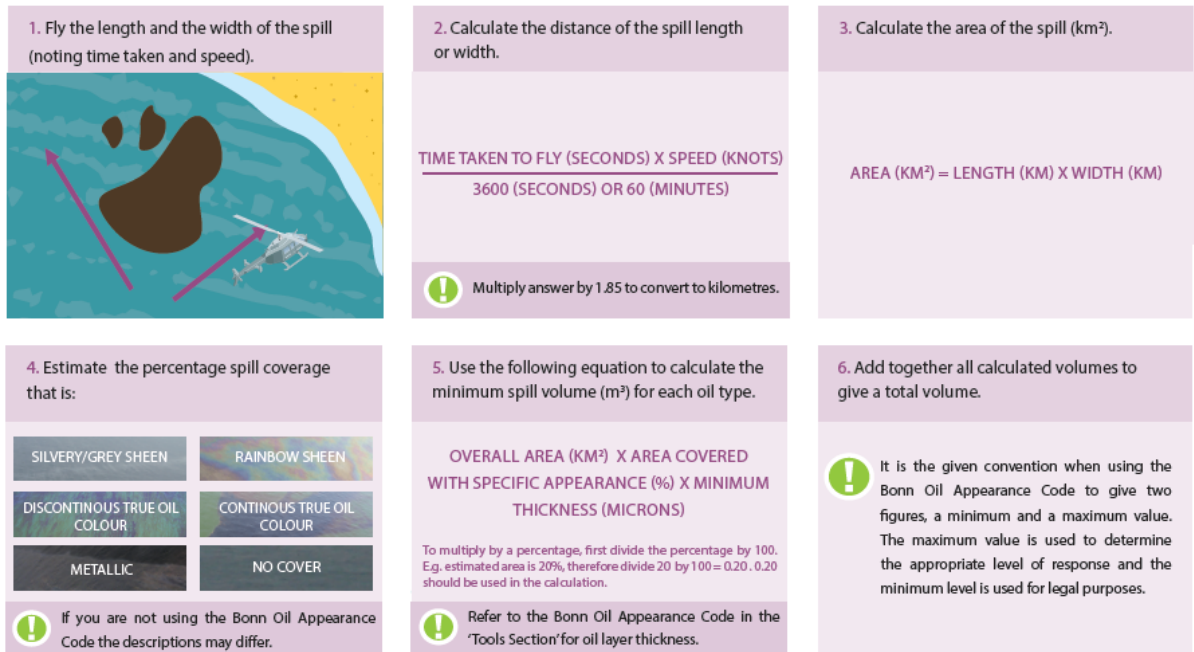 1. Fly the length and the width of the spill
(noting time taken and speed).
2. Calculate the distance of the spill length
or width.
TIME TAKEN TO FLY (SECONDS) X SPEED (KNOTS)
3600 (SECONDS) OR 60 (MINUTES)
Multiply answer by 1.85 to convert to kilometres.
3. Calculate the area of the spill (km²).
AREA (KM²) = LENGTH (KM) X WIDTH (KM)
4. Estimate the percentage spill coverage
that is:
SILVERY/GREY SHEEN
RAINBOW SHEEN
DISCONTINOUS TRUE OIL
COLOUR
CONTINOUS TRUE OIL
COLOUR
METALLIC
NO COVER
If you are not using the Bonn Oil Appearance
Code the descriptions may differ.
5. Use the following equation to calculate the
minimum spill volume (m³) for each oil type.
OVERALL AREA (KM²) X AREA COVERED
WITH SPECIFIC APPEARANCE (%) X MINIMUM
THICKNESS (MICRONS)
To multiply by a percentage, first divide the percentage by 100.
E.g. estimated area is 20%, therefore divide 20 by 100 = 0.20 . 0.20
should be used in the calculation.
Refer to the Bonn Oil Appearance Code in the
'Tools Section' for oil layer thickness.
6. Add together all calculated volumes to
give a total volume.
It is the given convention when using the
Bonn Oil Appearance Code to give two
figures, a minimum and a maximum value.
The maximum value is used to determine
the appropriate level of response and the
minimum level is used for legal purposes.